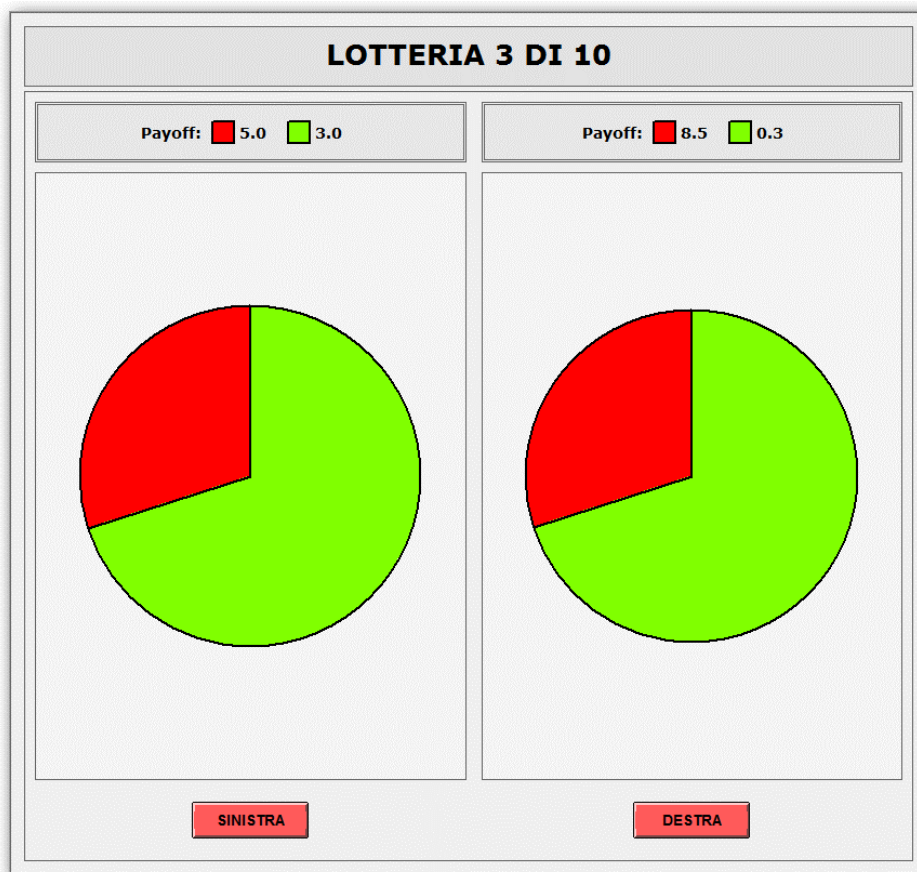 LOTTERIA 3 DI 10
Payoff: 5.0 3.0
Payoff: 8.5 0.3
SINISTRA
DESTRA